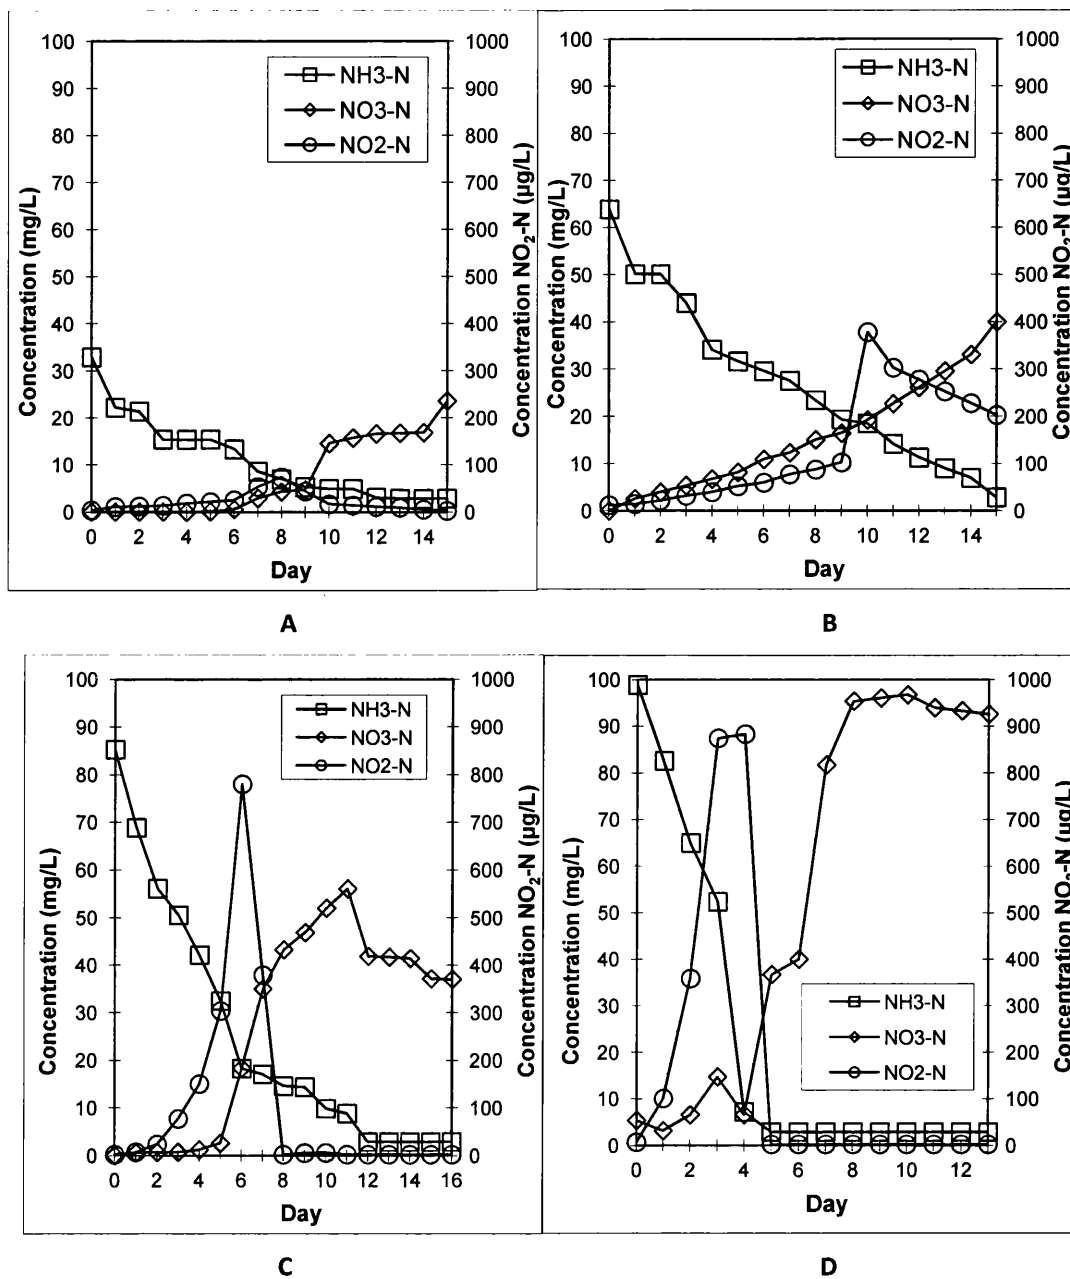 A
100
90
80
70
60
50
40
30
20
10
0
1000
900
800
700
600
500
400
300
200
100
0
NH3-N
NO3-N
NO2-N
Concentration (mg/L)
Concentration NO2-N (µg/L)
0 2 4 6 8 10 12 14
Day
B
100
90
80
70
60
50
40
30
20
10
0
1000
900
800
700
600
500
400
300
200
100
0
NH3-N
NO3-N
NO2-N
Concentration (mg/L)
Concentration NO2-N (µg/L)
0 2 4 6 8 10 12 14
Day
C
100
90
80
70
60
50
40
30
20
10
0
1000
900
800
700
600
500
400
300
200
100
0
NH3-N
NO3-N
NO2-N
Concentration (mg/L)
Concentration NO2-N (µg/L)
0 2 4 6 8 10 12 14 16
Day
D
100
90
80
70
60
50
40
30
20
10
0
1000
900
800
700
600
500
400
300
200
100
0
NH3-N
NO3-N
NO2-N
Concentration (mg/L)
Concentration NO2-N (µg/L)
0 2 4 6 8 10 12
Day